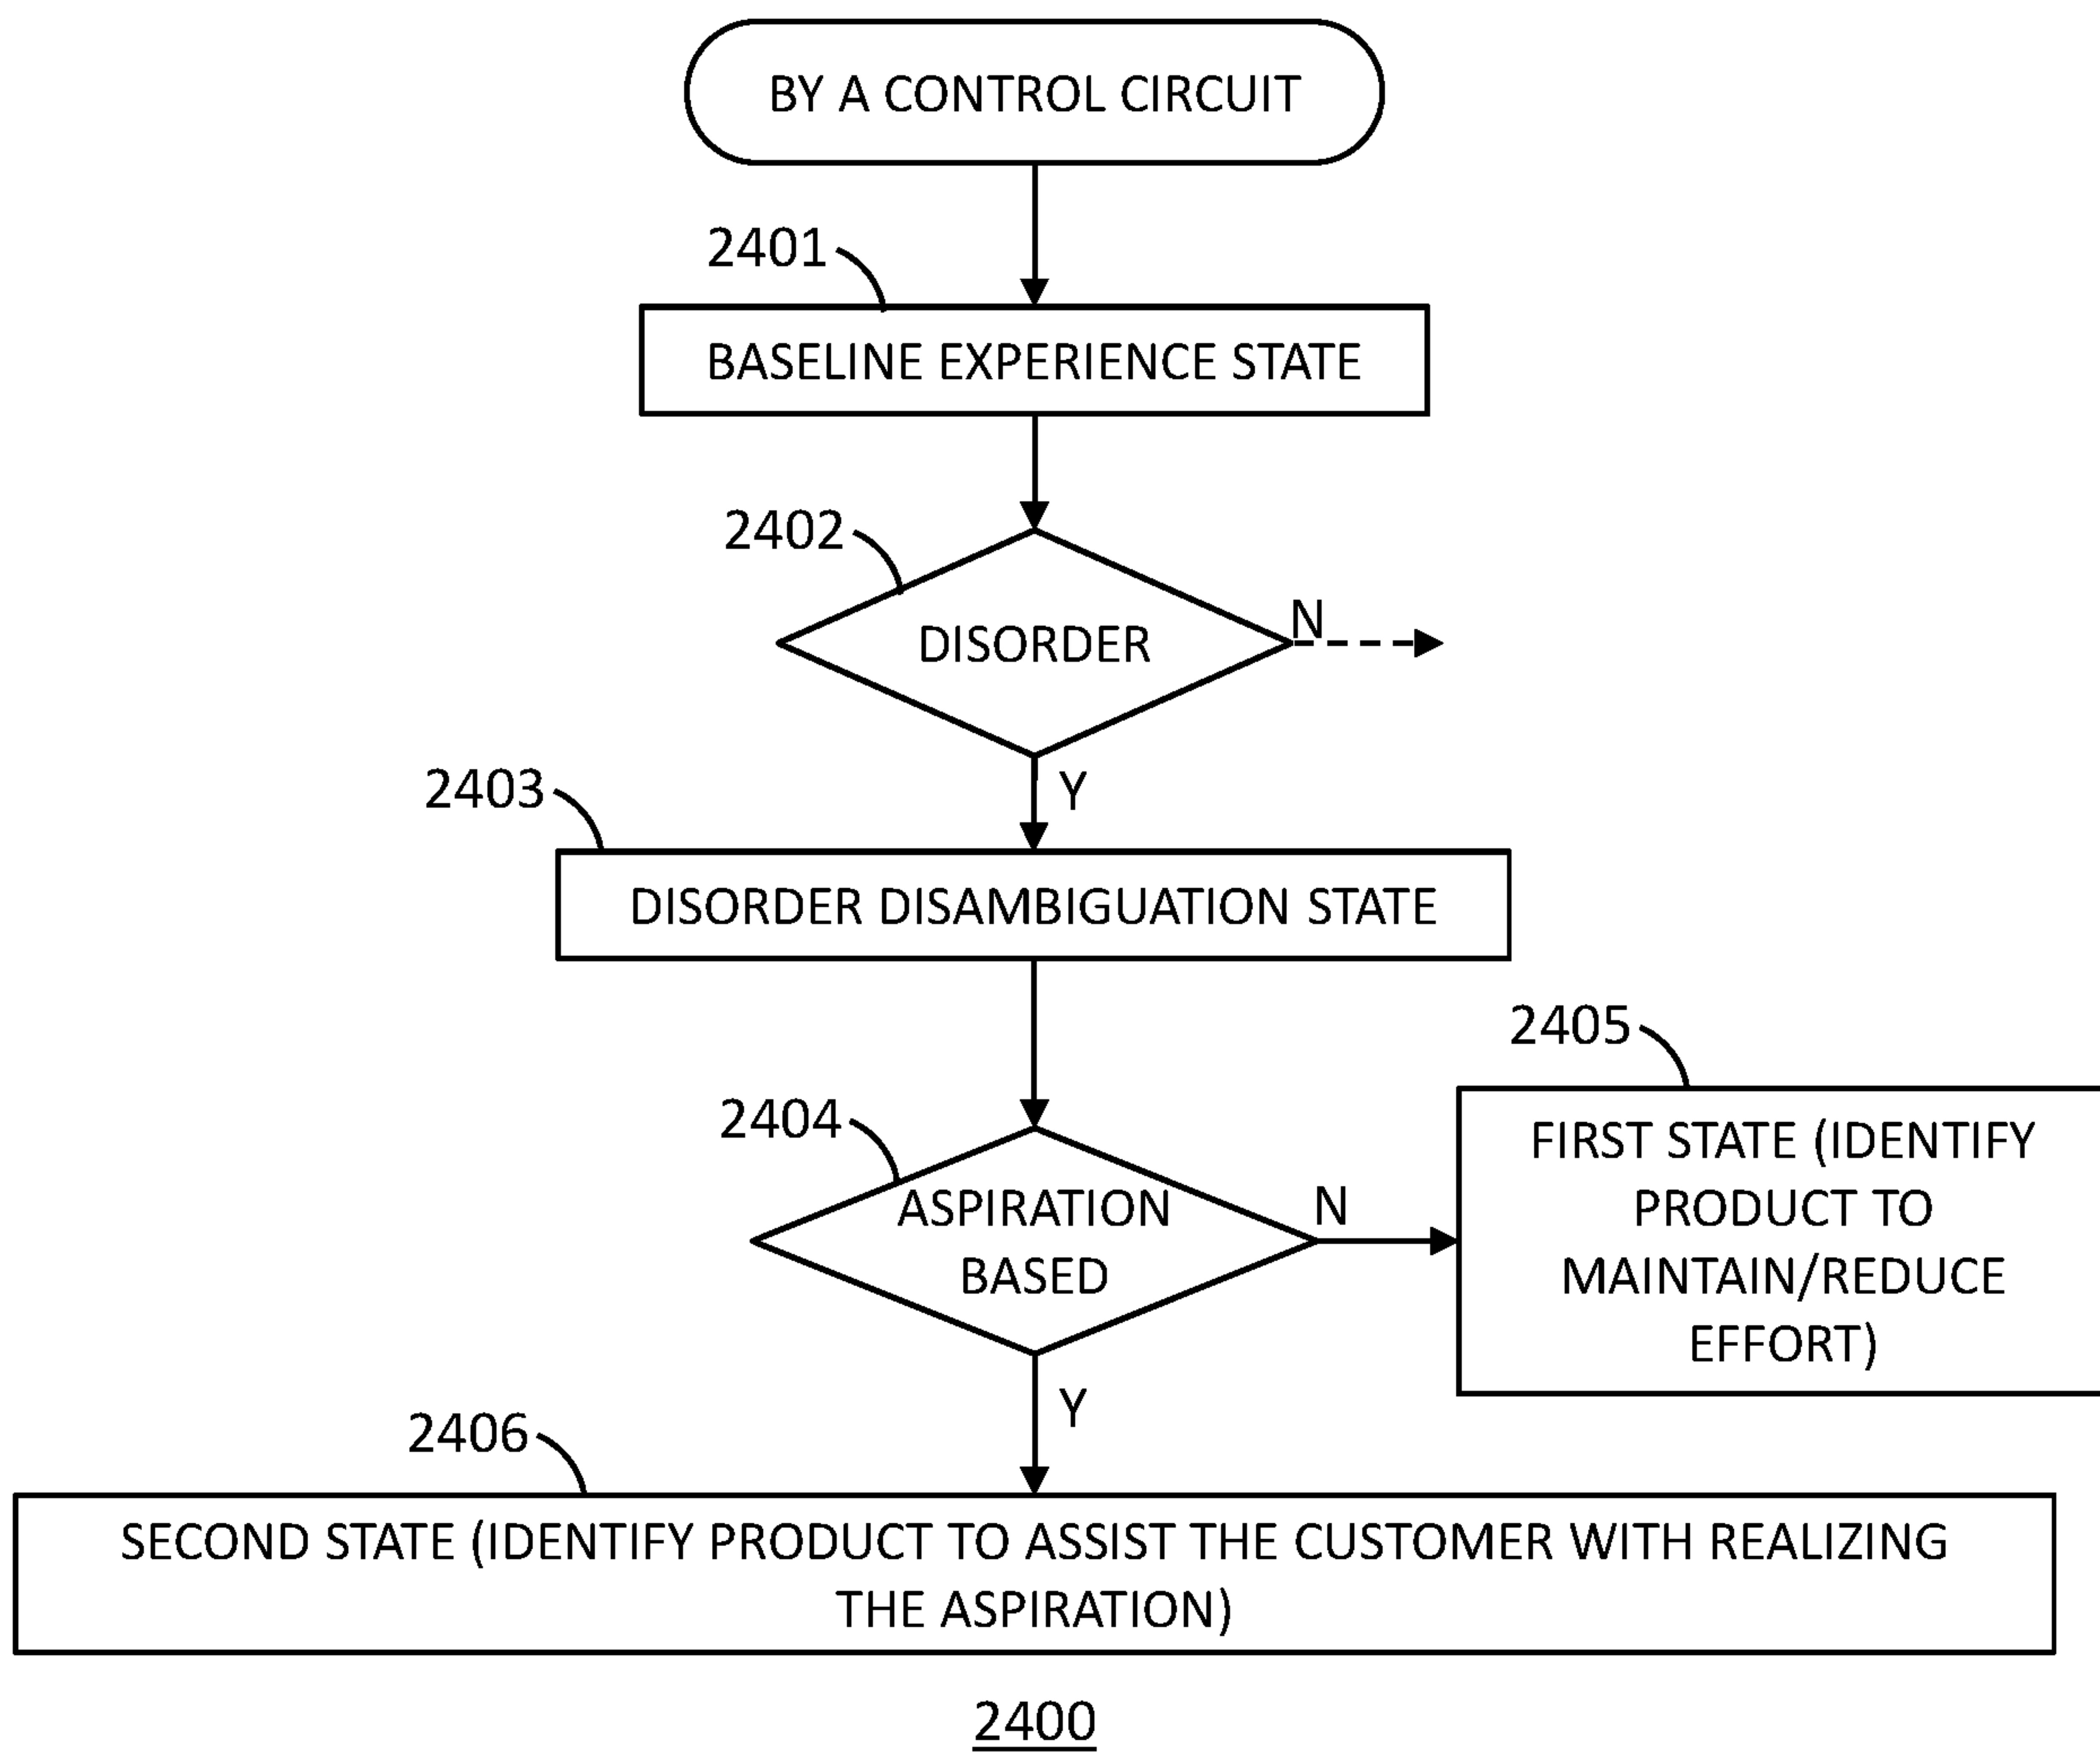 BY A CONTROL CIRCUIT
2401
BASELINE EXPERIENCE STATE
2402
DISORDER
N
Y
2403
DISORDER DISAMBIGUATION STATE
2404
ASPIRATION
BASED
N
2405
FIRST STATE (IDENTIFY
PRODUCT TO
MAINTAIN/REDUCE
EFFORT)
Y
2406
SECOND STATE (IDENTIFY PRODUCT TO ASSIST THE CUSTOMER WITH REALIZING
THE ASPIRATION)
2400